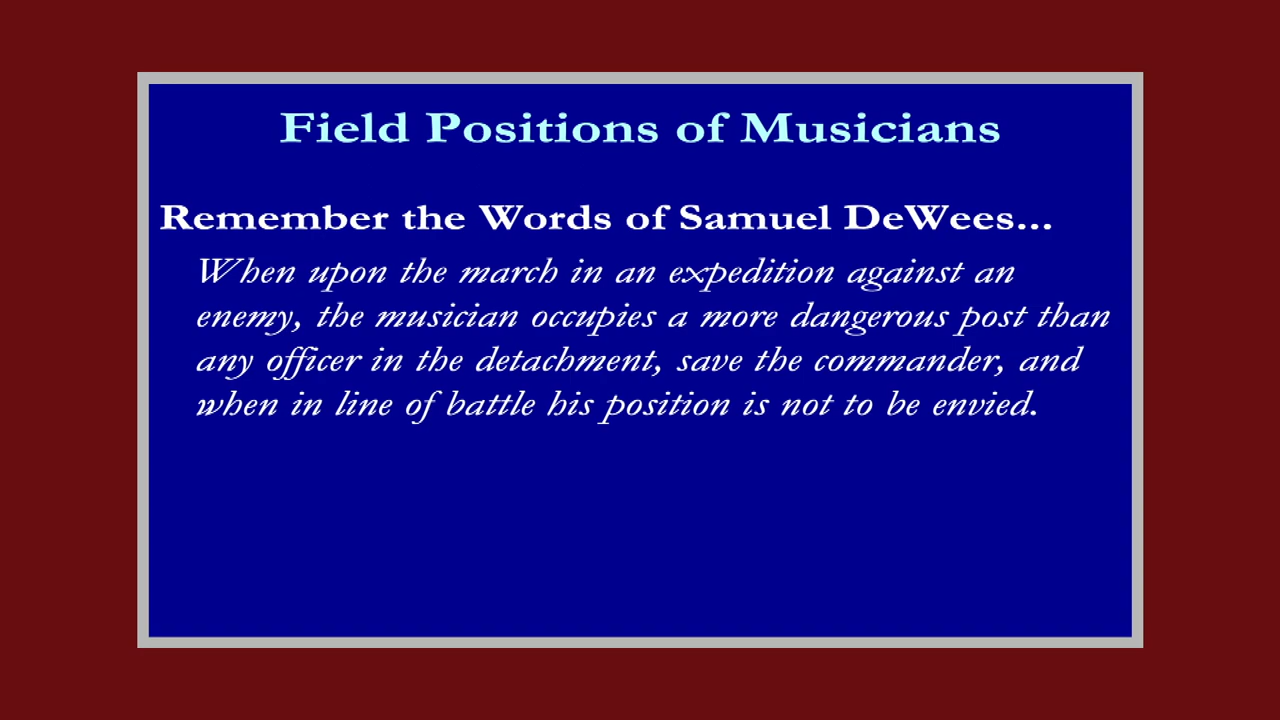 Field Positions of Musicians
Remember the Words of Samuel DeWees...
When upon the march in an expedition against an
enemy, the musician occupies a more dangerous post than
any officer in the detachment, save the commander, and
when in line of battle his position is not to be envied.